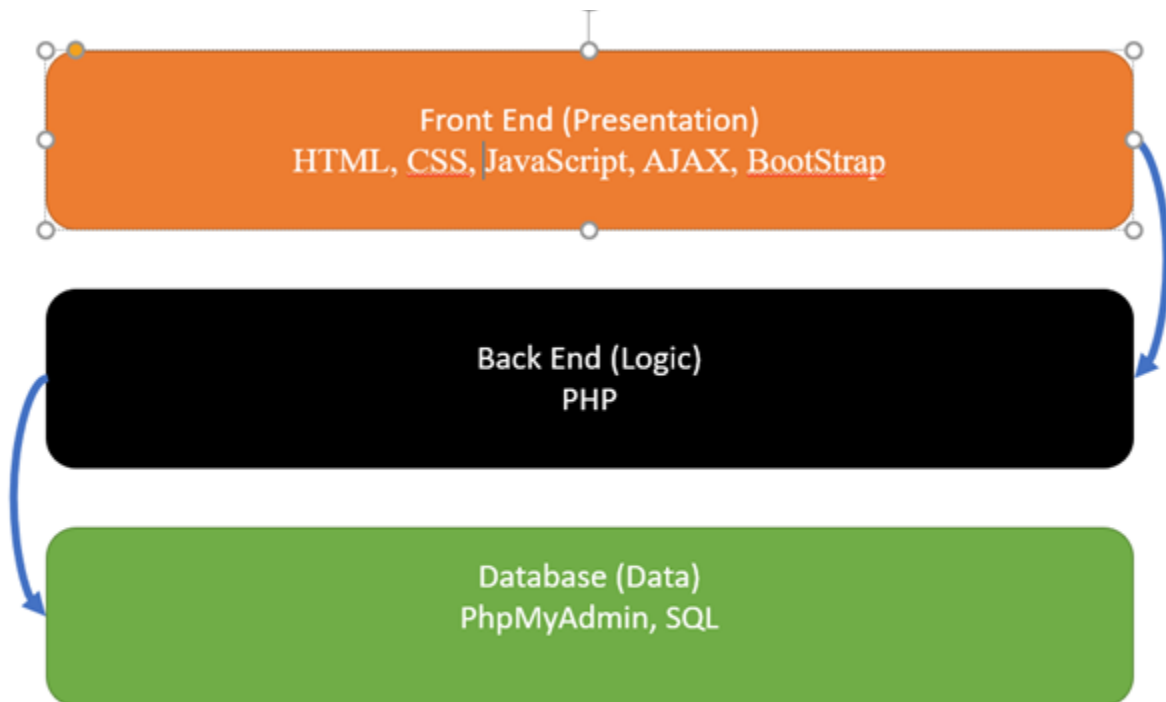 Front End (Presentation)
HTML, CSS, JavaScript, AJAX, BootStrap
Back End (Logic)
PHP
Database (Data)
PhpMyAdmin, SQL